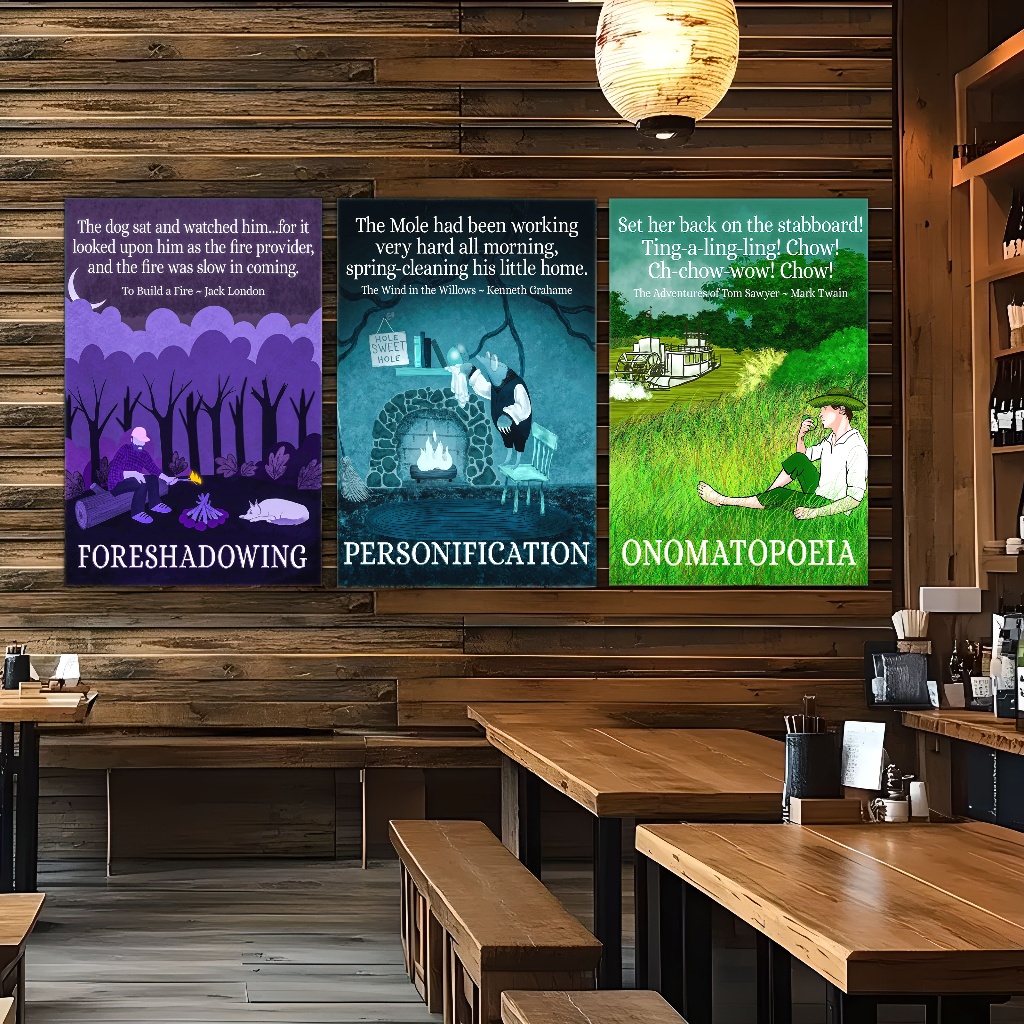 The dog sat and watched him...for it
looked upon him as the fire provider,
and the fire was slow in coming.
To Build a Fire ~ Jack London
FORESHADOWING
The Mole had been working
very hard all morning,
spring-cleaning his little home.
The Wind in the Willows ~ Kenneth Grahame
HOLE
SWEET
HOLE
PERSONIFICATION
Set her back on the stabboard!
Ting-a-ling-ling! Chow!
Ch-chow-wow! Chow!
The Adventures of Tom Sawyer ~ Mark Twain
ONOMATOPOEIA